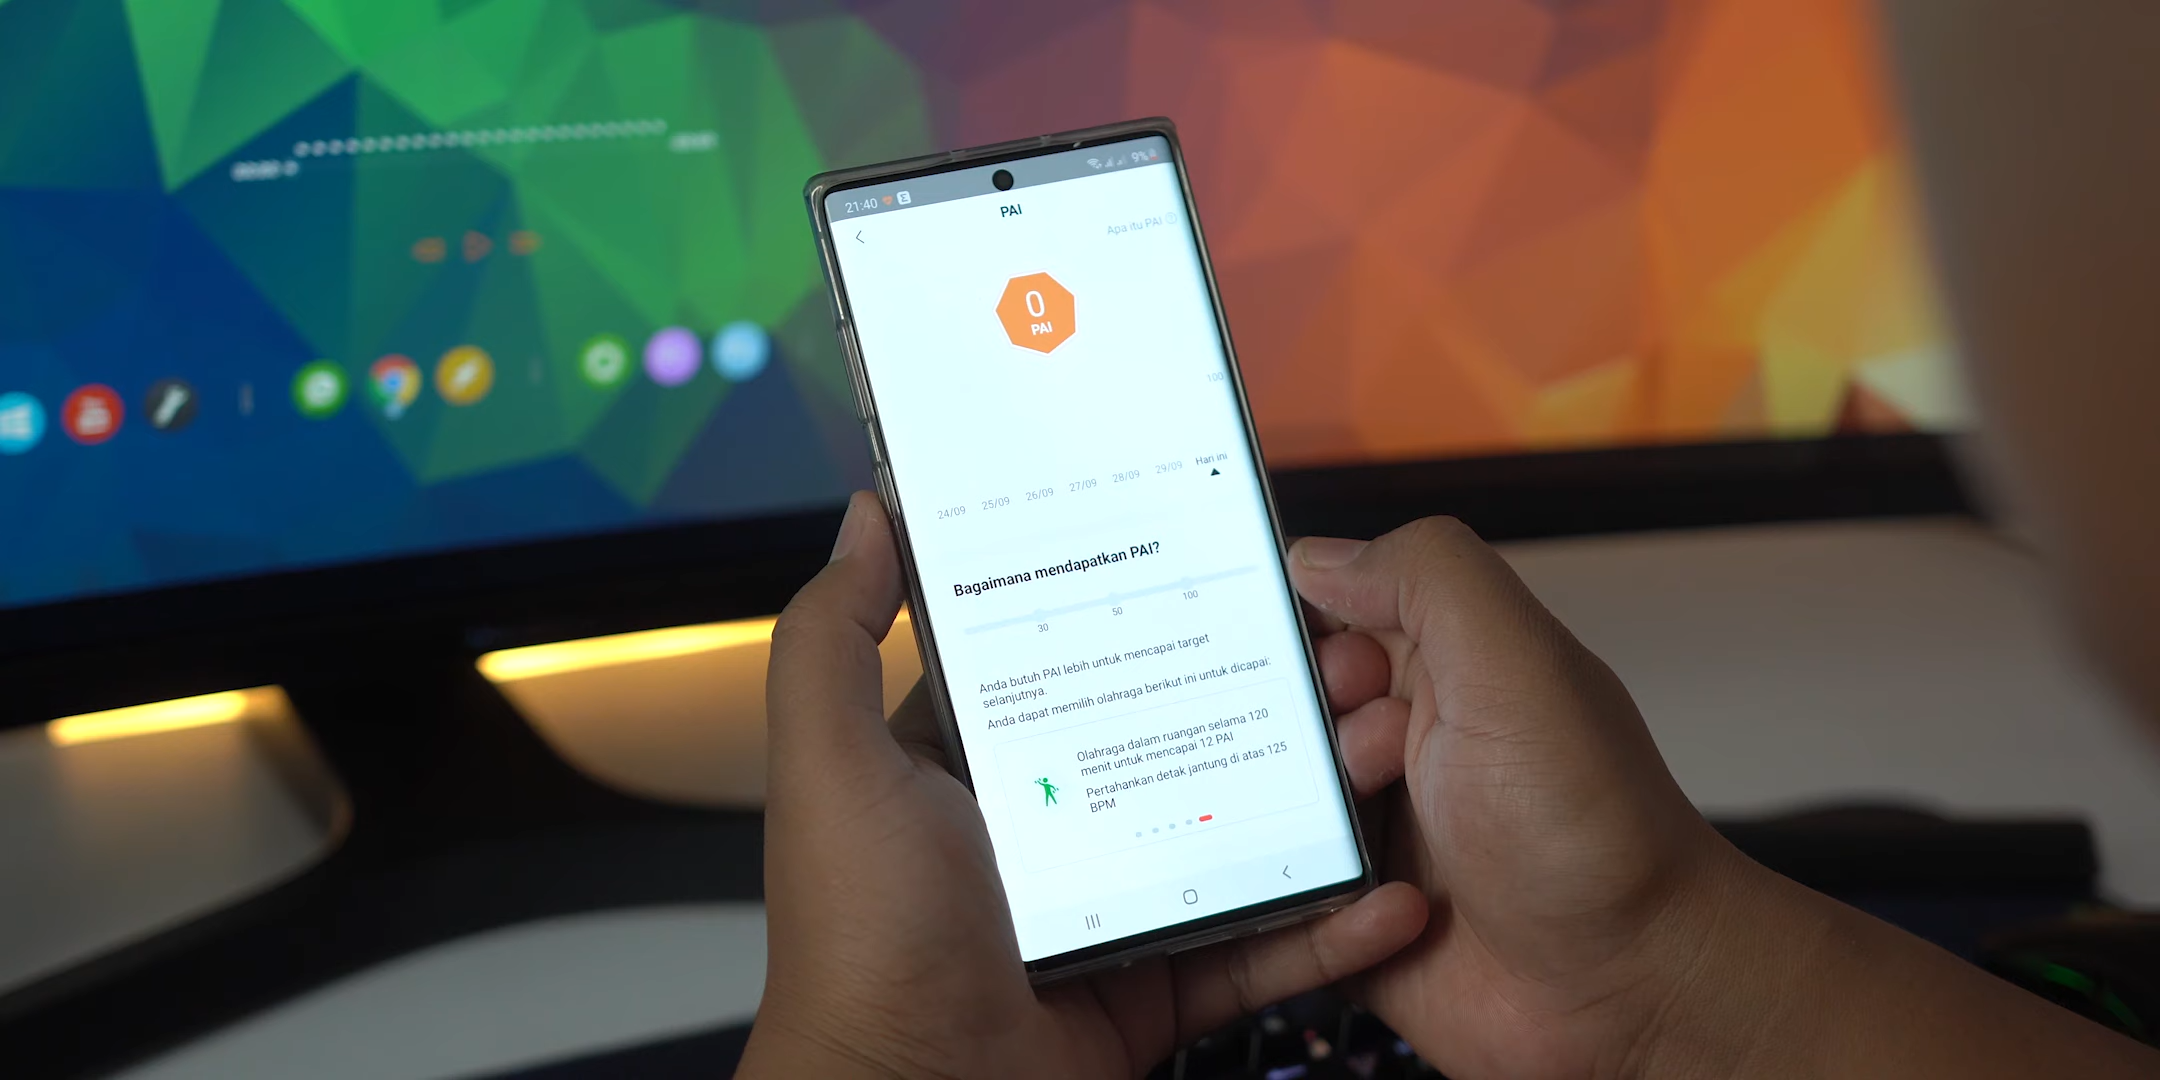 21:40
9%
PAI
Apa itu PAI
0
PAI
100
24/09 25/09 26/09 27/09 28/09 29/09 Hari ini
Bagaimana mendapatkan PAI?
30 50 100
Anda butuh PAI lebih untuk mencapai target
selanjutnya.
Anda dapat memilih olahraga berikut ini untuk dicapai:
Olahraga dalam ruangan selama 120
menit untuk mencapai 12 PAI
Pertahankan detak jantung di atas 125
BPM